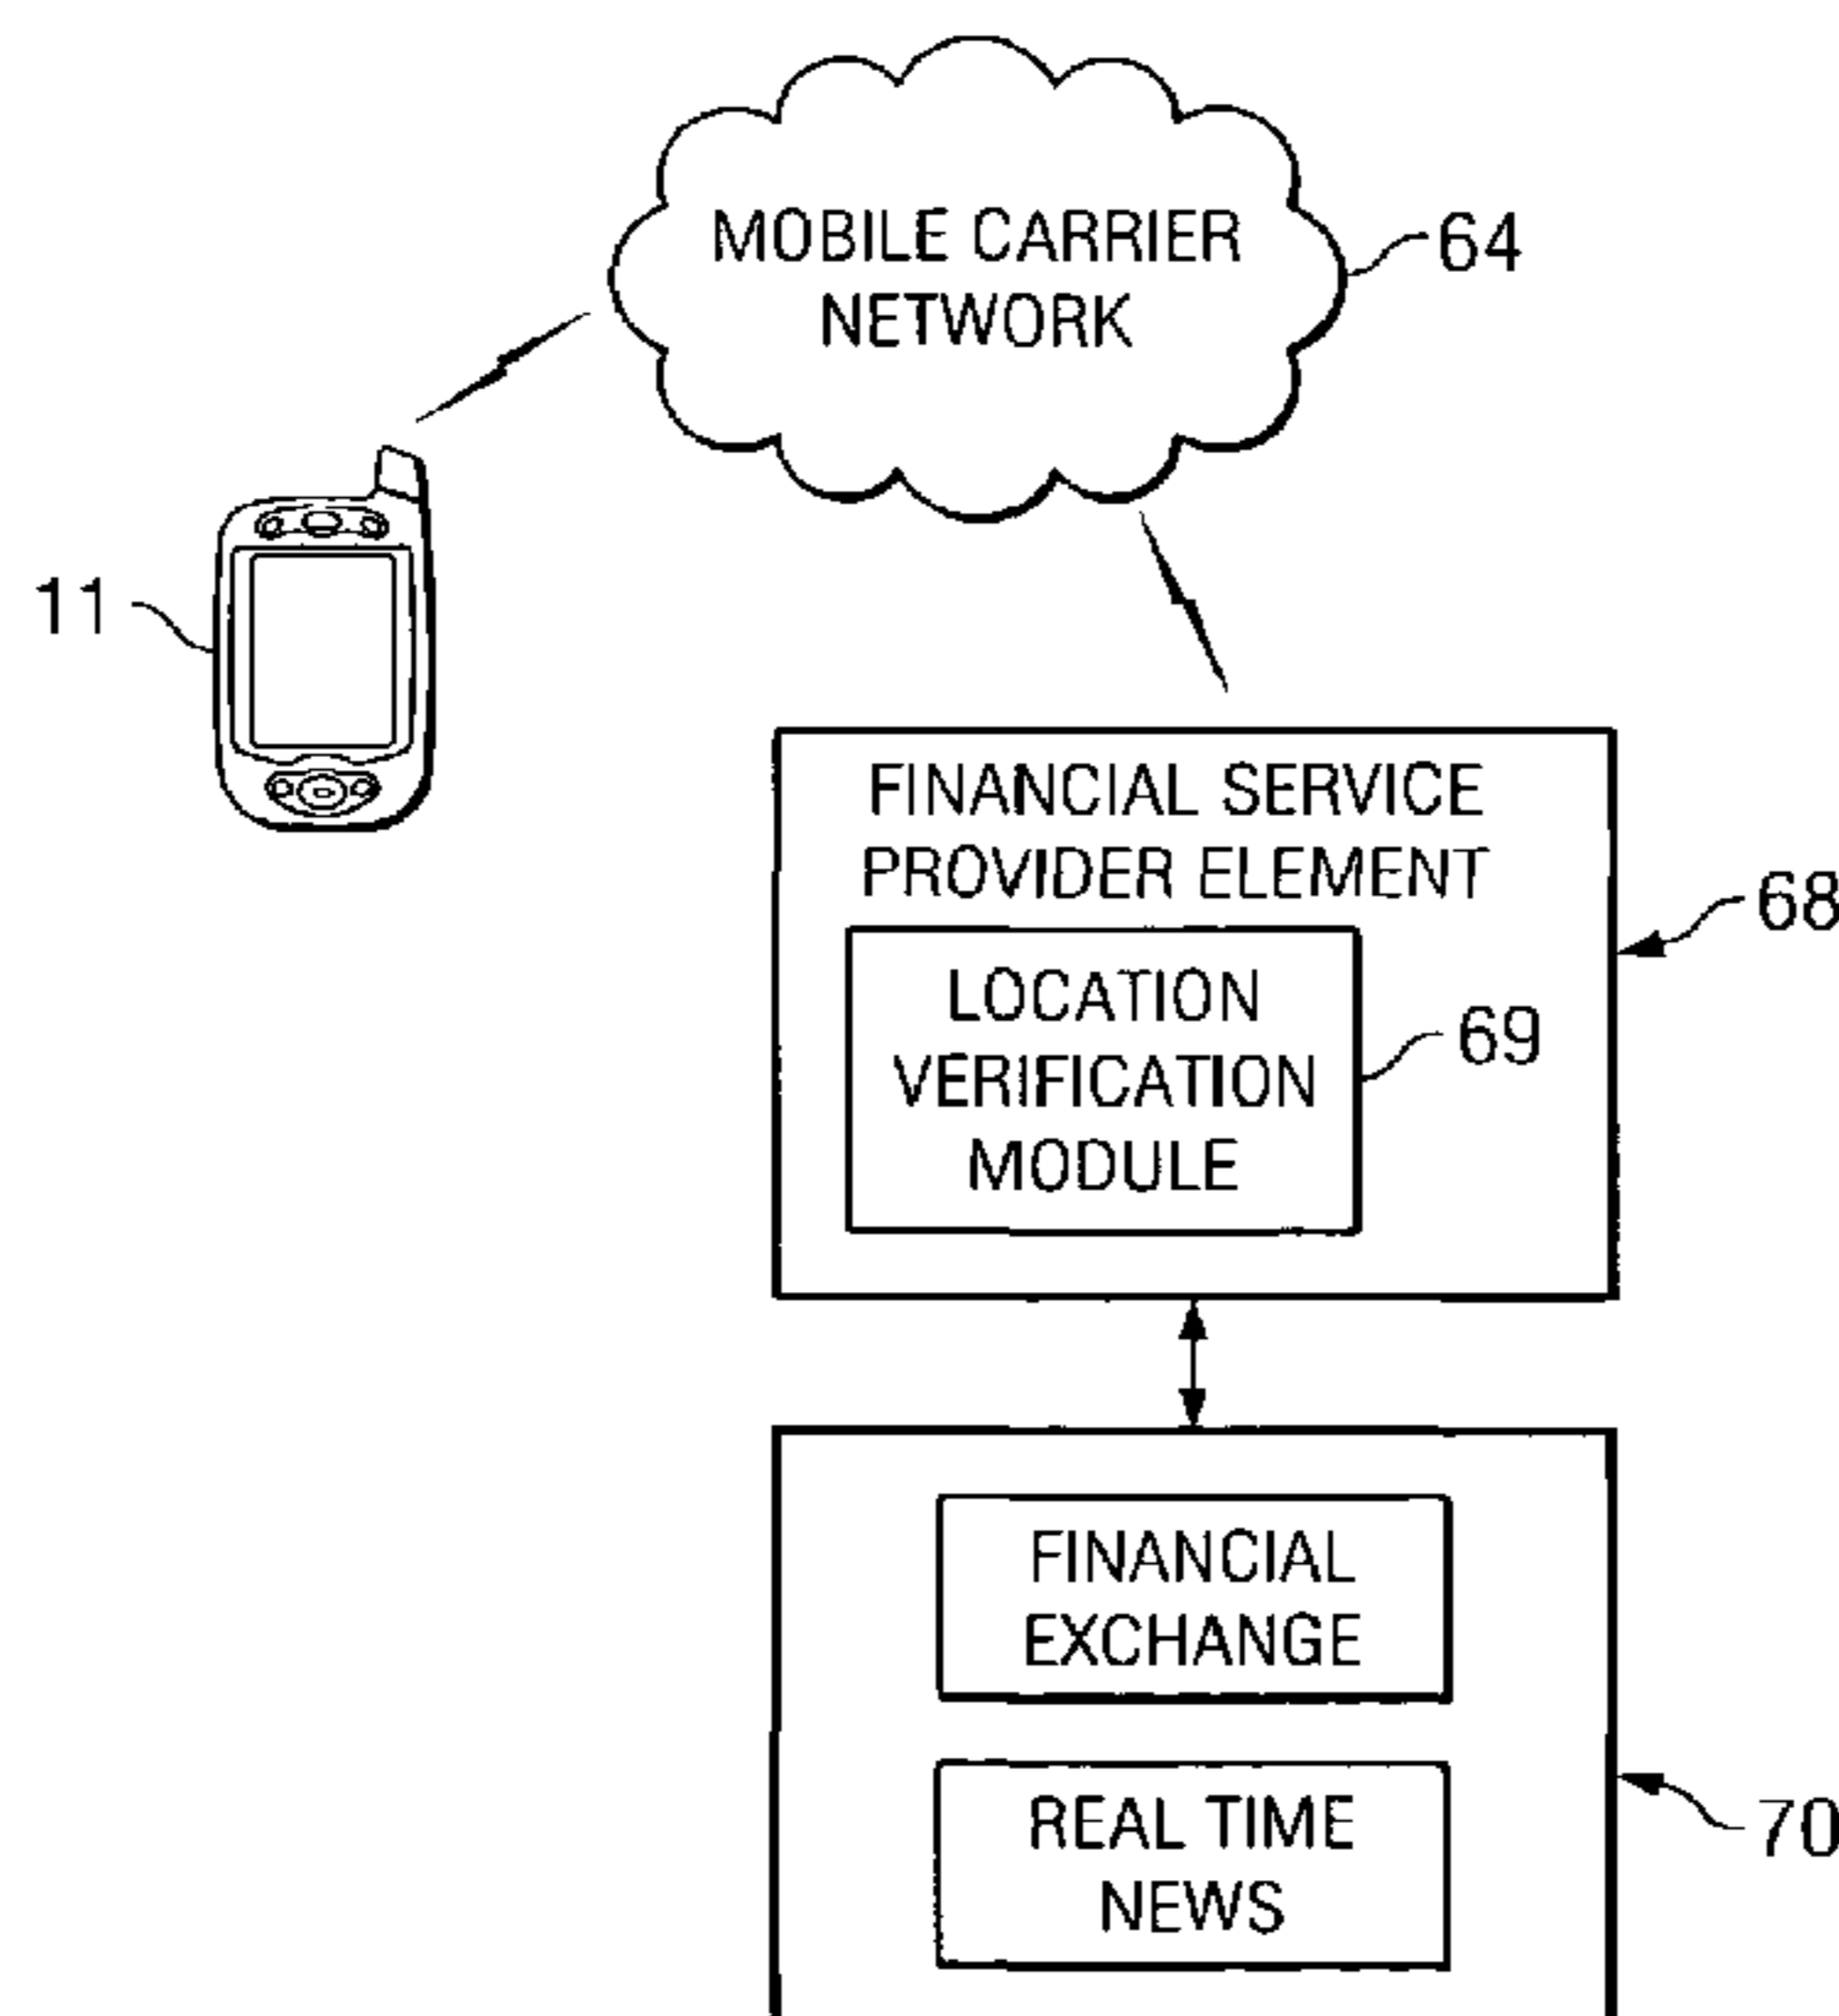 MOBILE CARRIER
NETWORK
64
11
FINANCIAL SERVICE
PROVIDER ELEMENT
68
LOCATION
VERIFICATION
MODULE
69
FINANCIAL
EXCHANGE
REAL TIME
NEWS
70